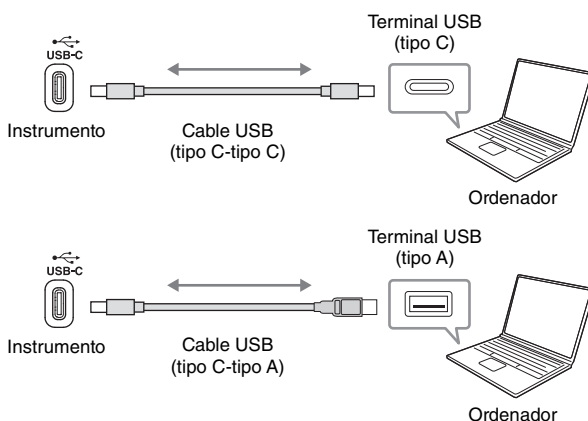 Terminal USB
(tipo C)
USB-C
Instrumento
Cable USB
(tipo C-tipo C)
Ordenador
Terminal USB
(tipo A)
USB-C
Instrumento
Cable USB
(tipo C-tipo A)
Ordenador